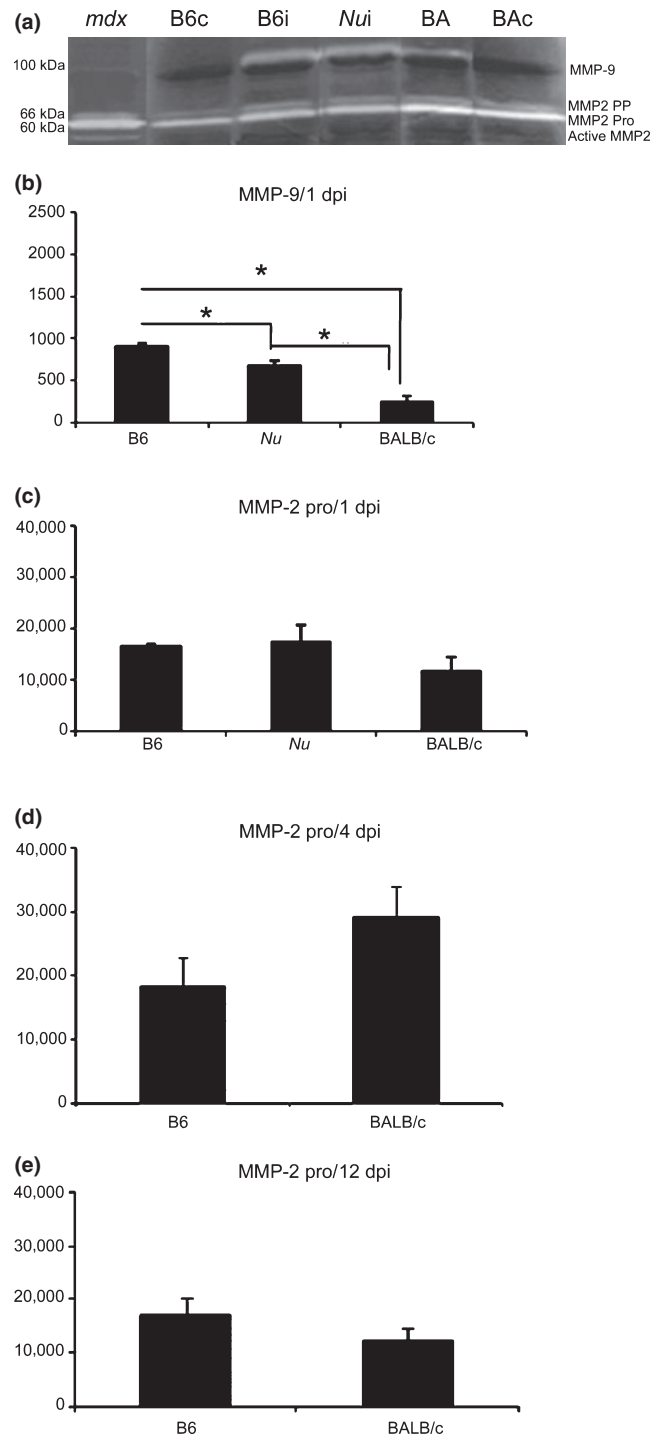 (a)
mdx B6c B6i Nui BA BAc
100 kDa
66 kDa
60 kDa
MMP-9
MMP2 PP
MMP2 Pro
Active MMP2
(b)
MMP-9/1 dpi
2500
2000
1500
1000
500
0
*
*
*
B6 Nu BALB/c
(c)
MMP-2 pro/1 dpi
40,000
30,000
20,000
10,000
0
B6 Nu BALB/c
(d)
MMP-2 pro/4 dpi
40,000
30,000
20,000
10,000
0
B6 BALB/c
(e)
MMP-2 pro/12 dpi
40,000
30,000
20,000
10,000
0
B6 BALB/c